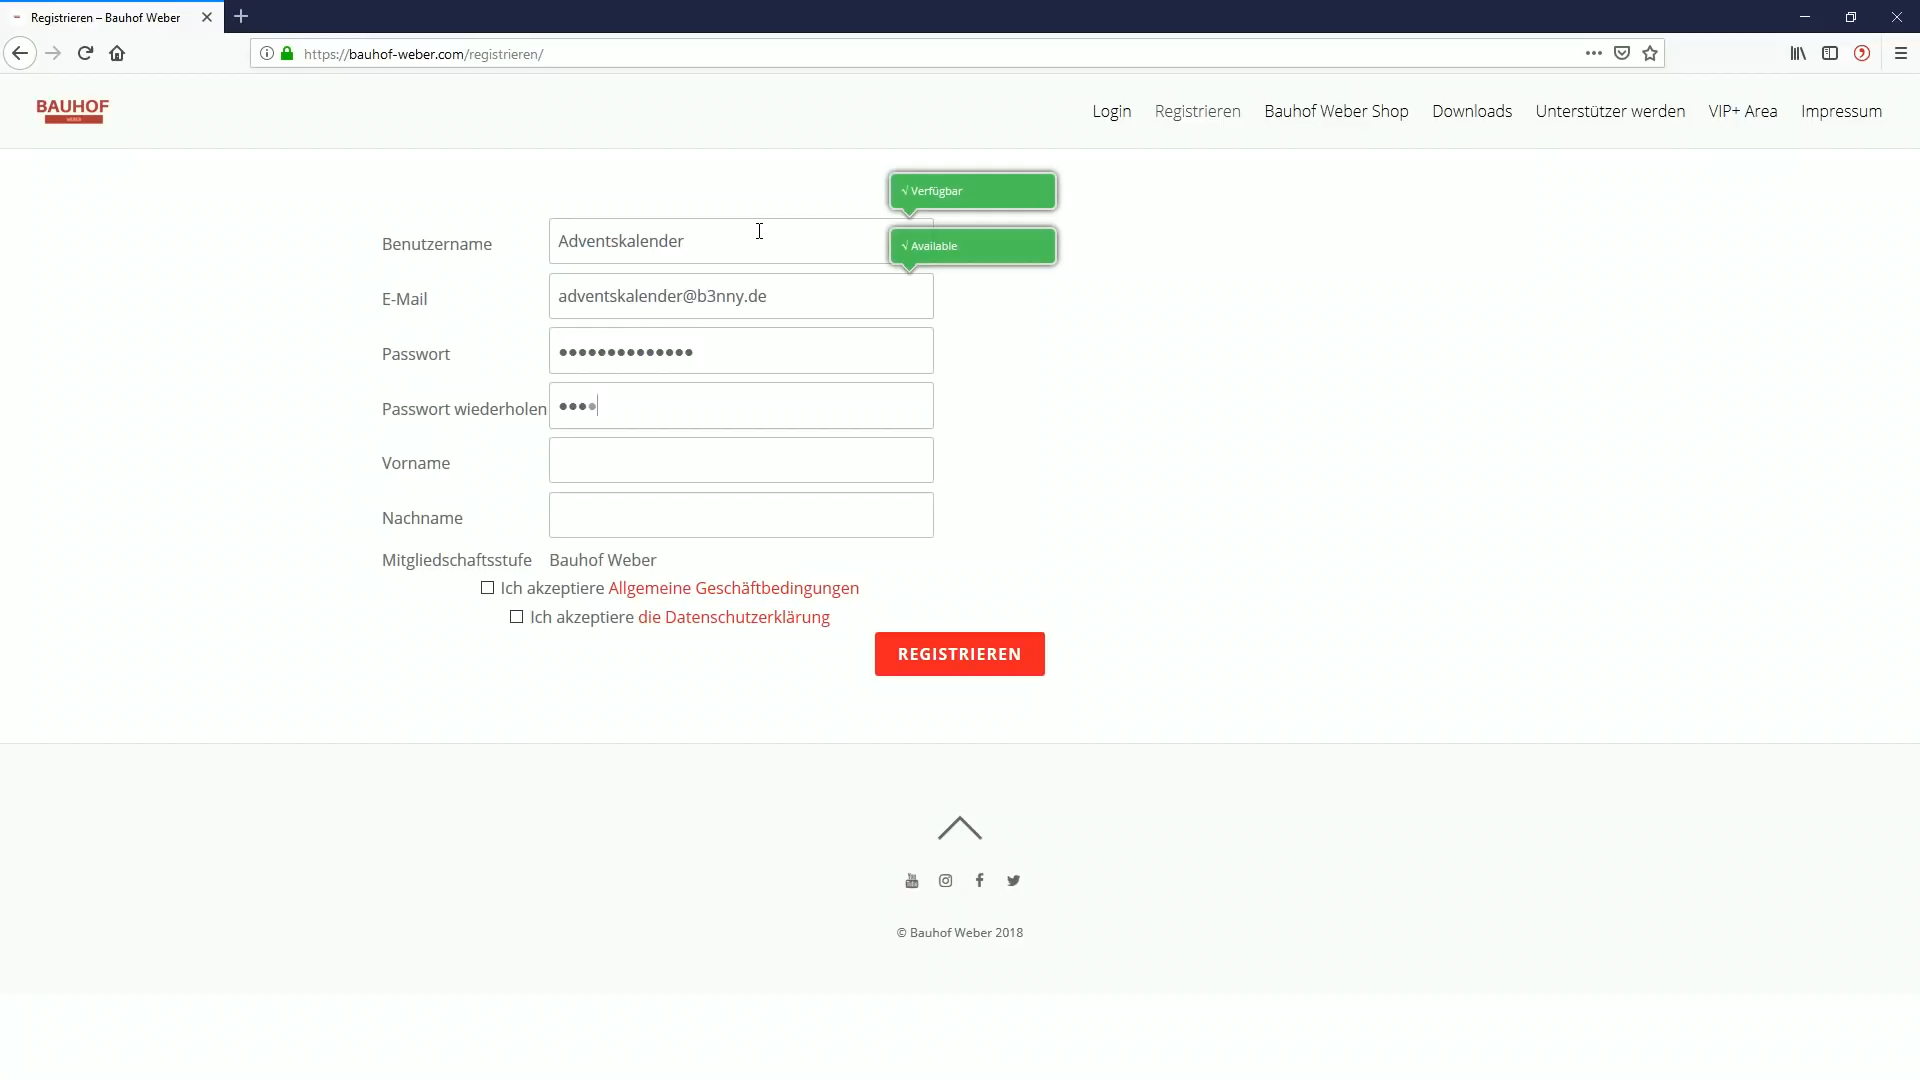 Registrieren – Bauhof Weber
https://bauhof-weber.com/registrieren/
BAUHOF
WEBER
Login Registrieren Bauhof Weber Shop Downloads Unterstützer werden VIP+ Area Impressum
√ Verfügbar
Benutzername Adventskalender
√ Available
E-Mail adventskalender@b3nny.de
Passwort ●●●●●●●●●●●●●●
Passwort wiederholen ●●●●
Vorname
Nachname
Mitgliedschaftsstufe Bauhof Weber
Ich akzeptiere Allgemeine Geschäftbedingungen
Ich akzeptiere die Datenschutzerklärung
REGISTRIEREN
© Bauhof Weber 2018